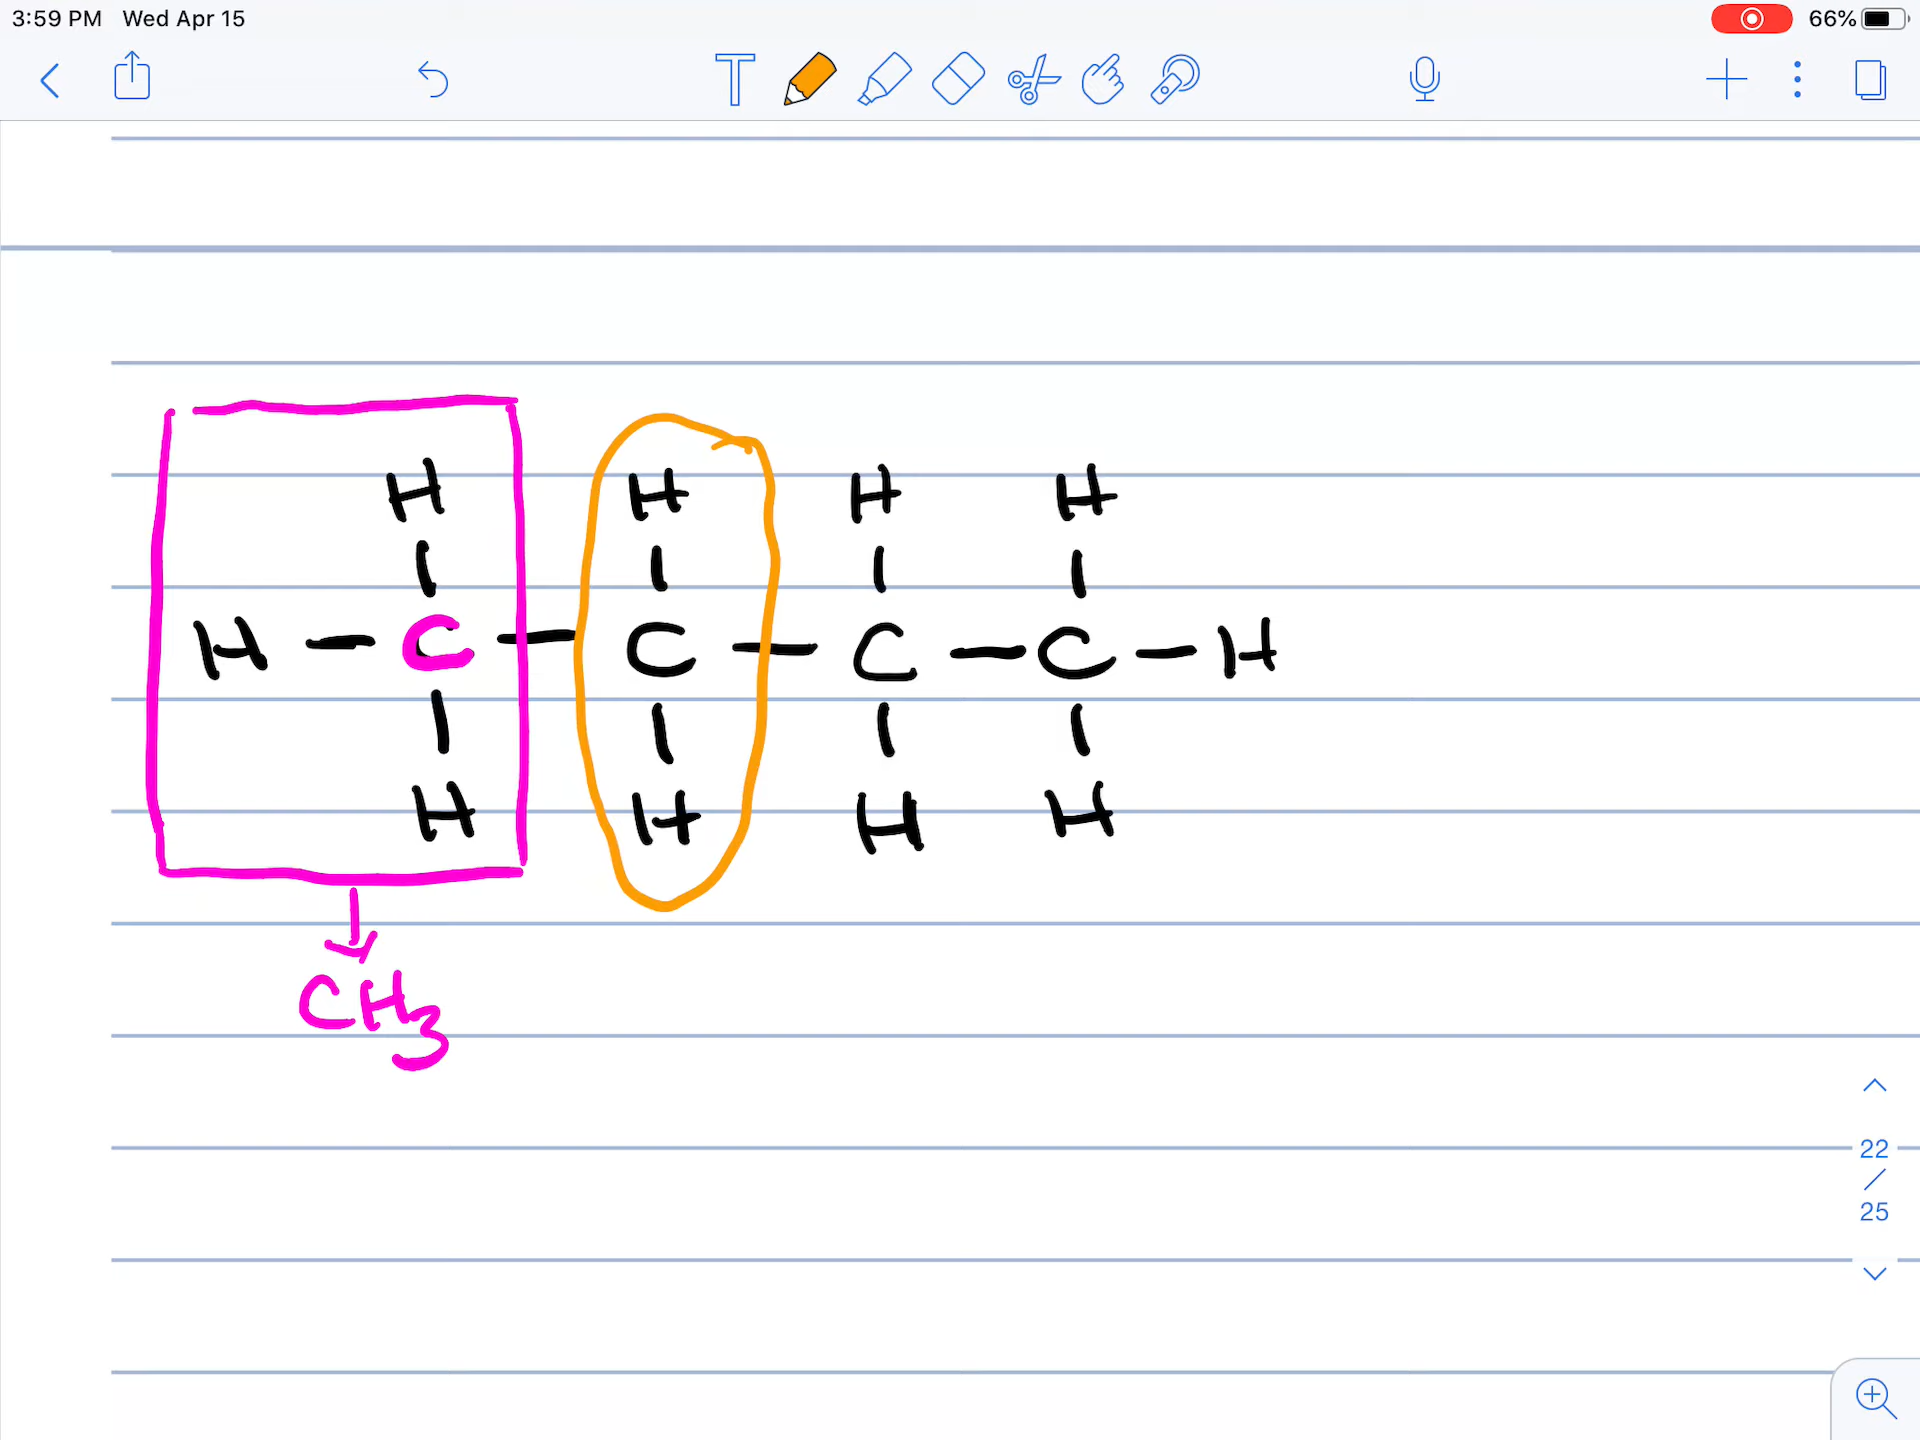 3:59 PM Wed Apr 15 66%
T
H H H H
H - C - C - C - C - H
H H H H
CH3
22
/
25